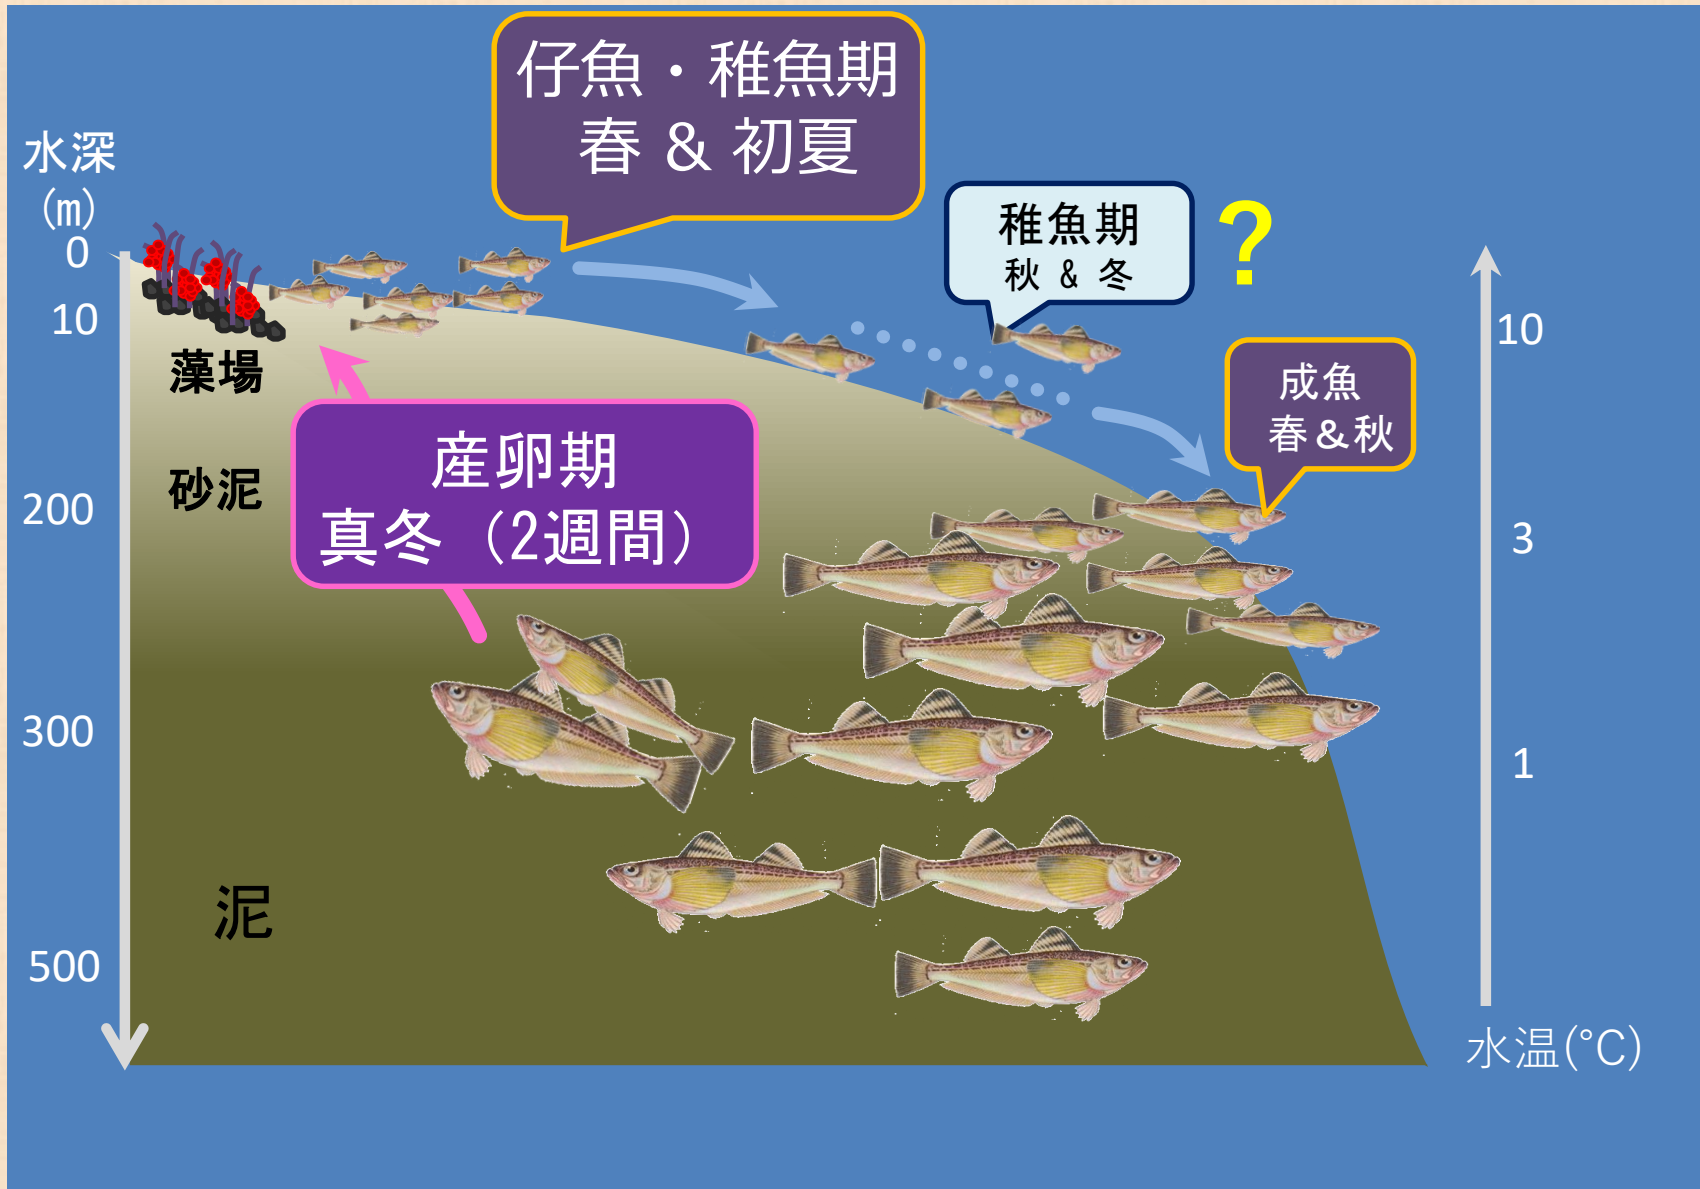 仔魚・稚魚期
春 & 初夏
水深
(m)
0
10
200
300
500
稚魚期
秋 & 冬
?
成魚
春&秋
藻場
砂泥
泥
産卵期
真冬（2週間）
10
3
1
水温(°C)